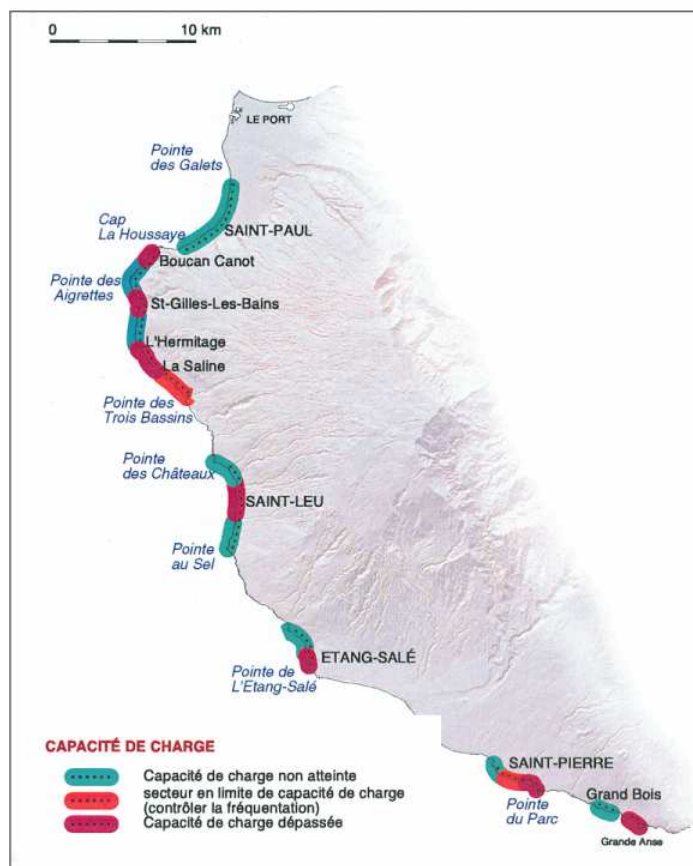 0 10 km
LE PORT
Pointe
des Galets
Cap
La Houssaye
SAINT-PAUL
Boucan Canot
Pointe des
Aigrettes
St-Gilles-Les-Bains
L'Hermitage
La Saline
Pointe des
Trois Bassins
Pointe
des Châteaux
SAINT-LEU
Pointe
au Sel
ETANG-SALÉ
Pointe de
L'Etang-Salé
CAPACITÉ DE CHARGE
Capacité de charge non atteinte
secteur en limite de capacité de charge
(contrôler la fréquentation)
Capacité de charge dépassée
SAINT-PIERRE
Pointe
du Parc
Grand Bois
Grande Anse